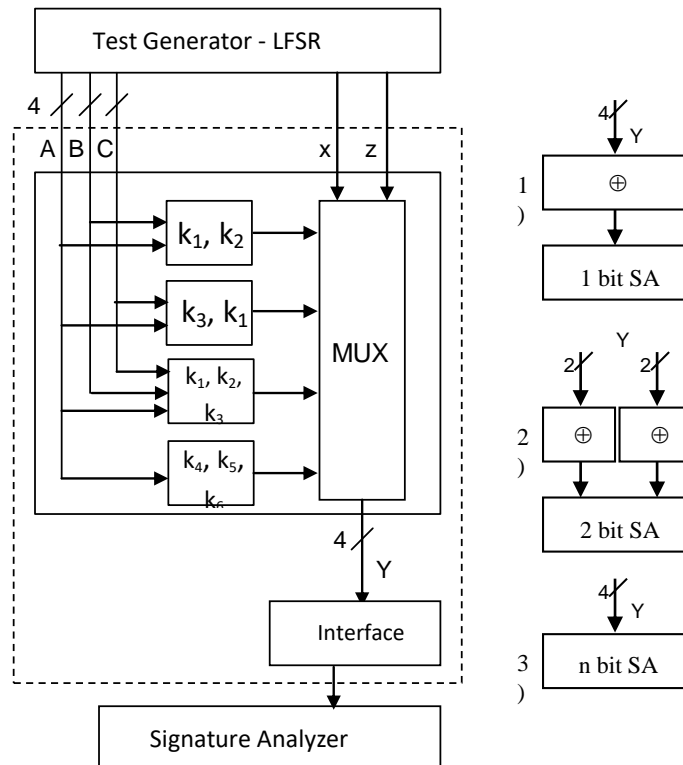 Test Generator - LFSR
4
A B C x z
k₁, k₂
k₃, k₁
k₁, k₂,
k₃
k₄, k₅,
k₆
MUX
4
Y
Interface
Signature Analyzer
4
Y
1
)
⊕
1 bit SA
Y
2 2
2
)
⊕ ⊕
2 bit SA
4
Y
3
)
n bit SA